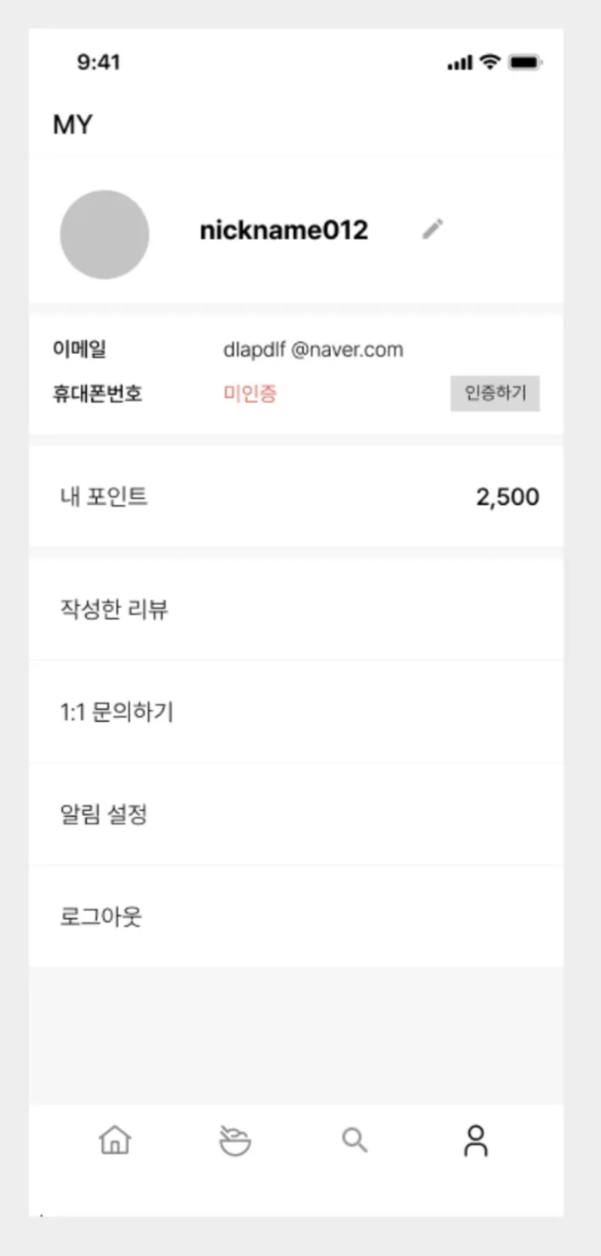 9:41
MY
nickname012
이메일 dlapdlf @naver.com
휴대폰번호 미인증 인증하기
내 포인트 2,500
작성한 리뷰
1:1 문의하기
알림 설정
로그아웃